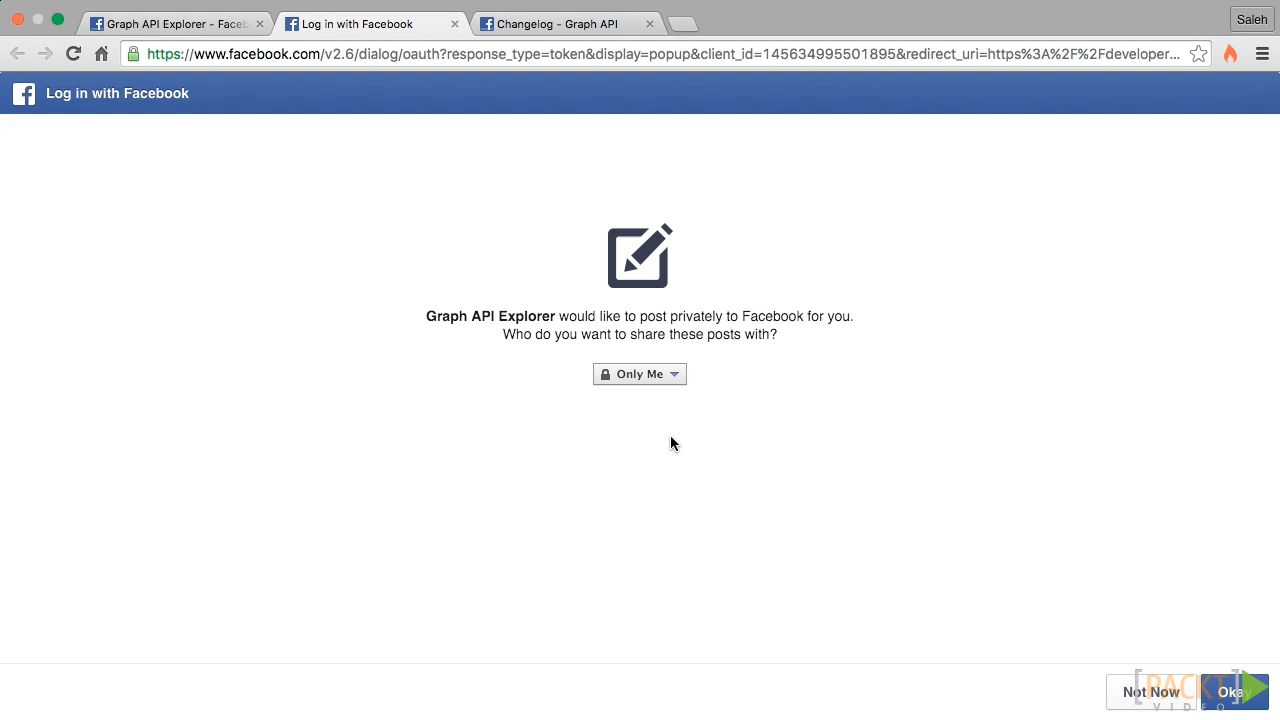 Graph API Explorer - Faceb
Log in with Facebook
Changelog - Graph API
Saleh
https://www.facebook.com/v2.6/dialog/oauth?response_type=token&display=popup&client_id=145634995501895&redirect_uri=https%3A%2F%2Fdeveloper...
Log in with Facebook
Graph API Explorer would like to post privately to Facebook for you.
Who do you want to share these posts with?
Only Me
Not Now
Okay
[PACKT]
VIDEO